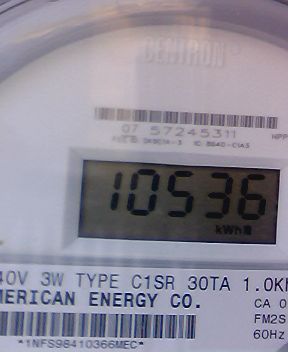 CENTRON®
07 57245311
10536
kWh
40V 3W TYPE C1SR 30TA 1.0Kh
MERICAN ENERGY CO.
CA 0
FM2S
*1NFS98410366MEC*
60Hz